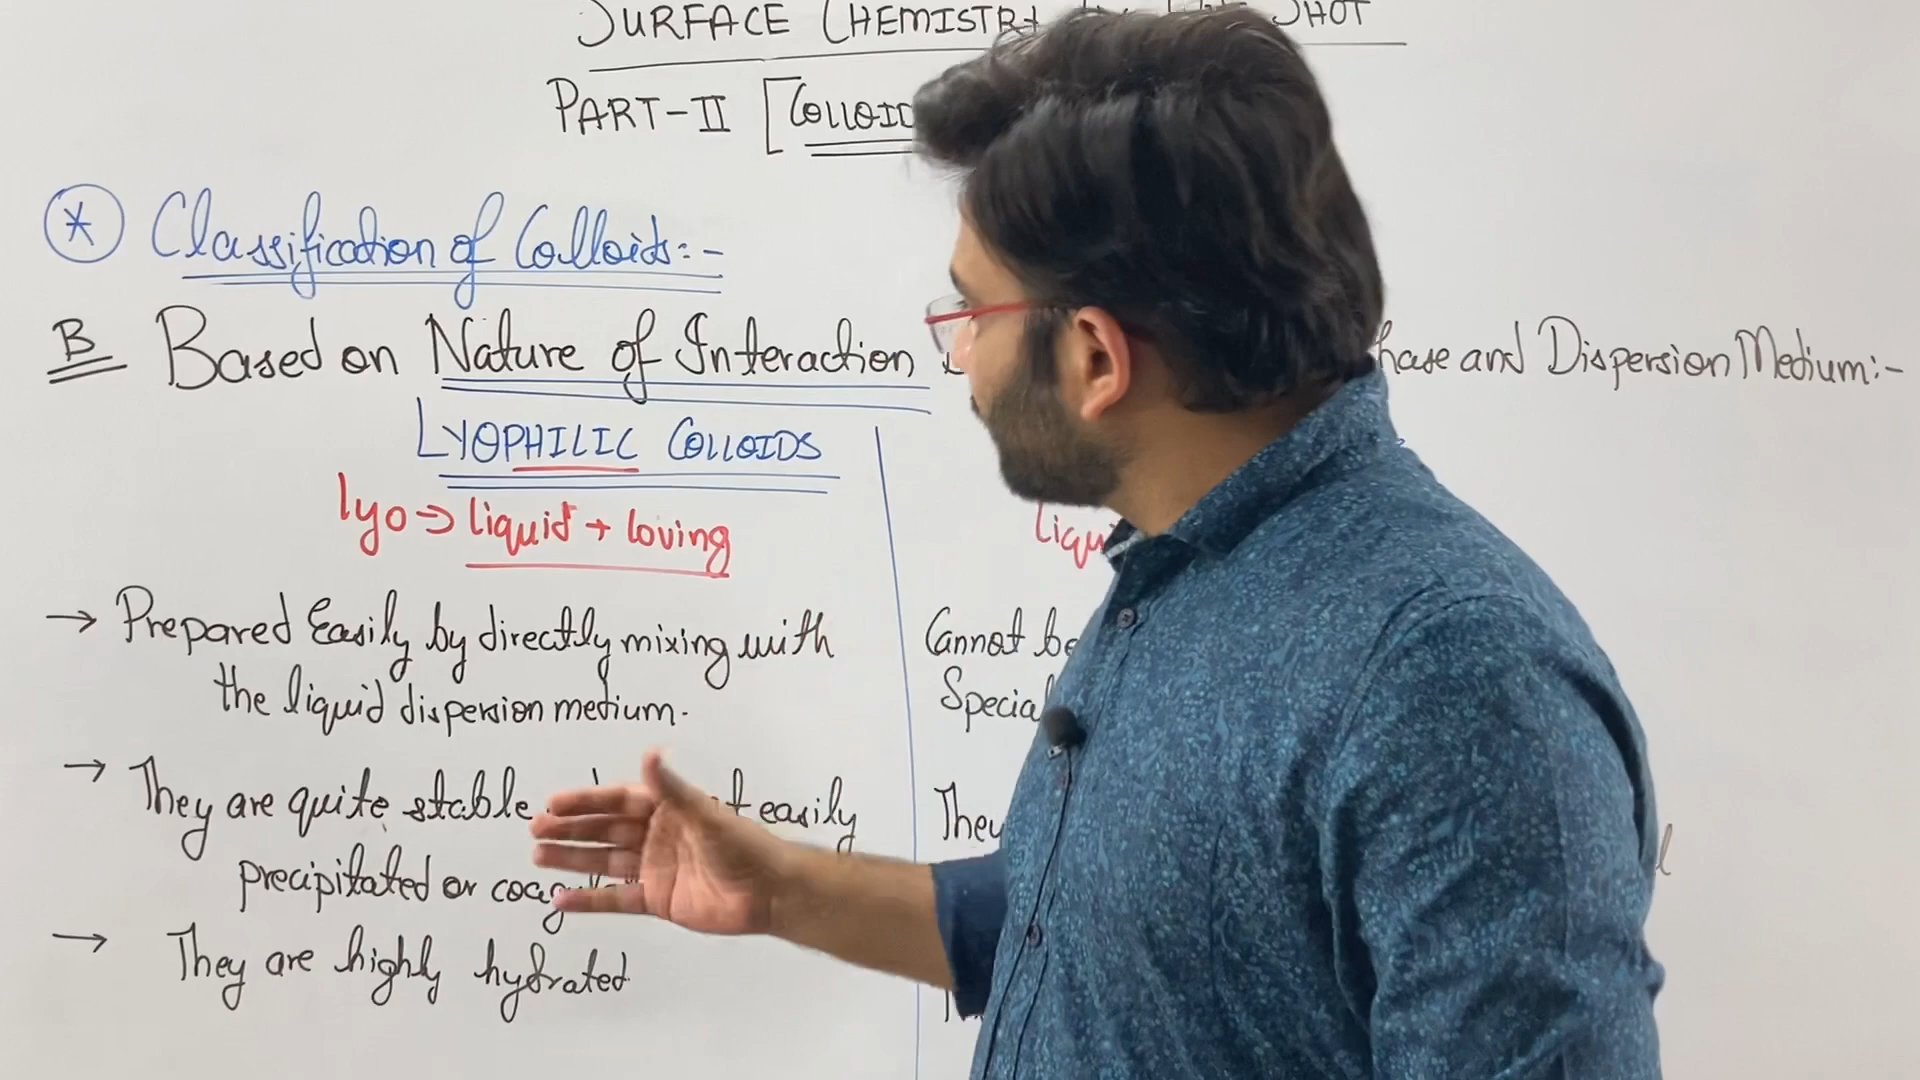 SURFACE CHEMISTRY SHOT
PART-II [COLLOID
* Classification of Colloids:-
B Based on Nature of Interaction hase and Dispersion Medium:-
LYOPHILIC COLLOIDS
lyo ⇒ liquid + loving
liqu
→ Prepared Easily by directly mixing with
the liquid dispersion medium.
Cannot be
Special
→ They are quite stable t easily
precipitated or coag
They
→ They are highly hydrated